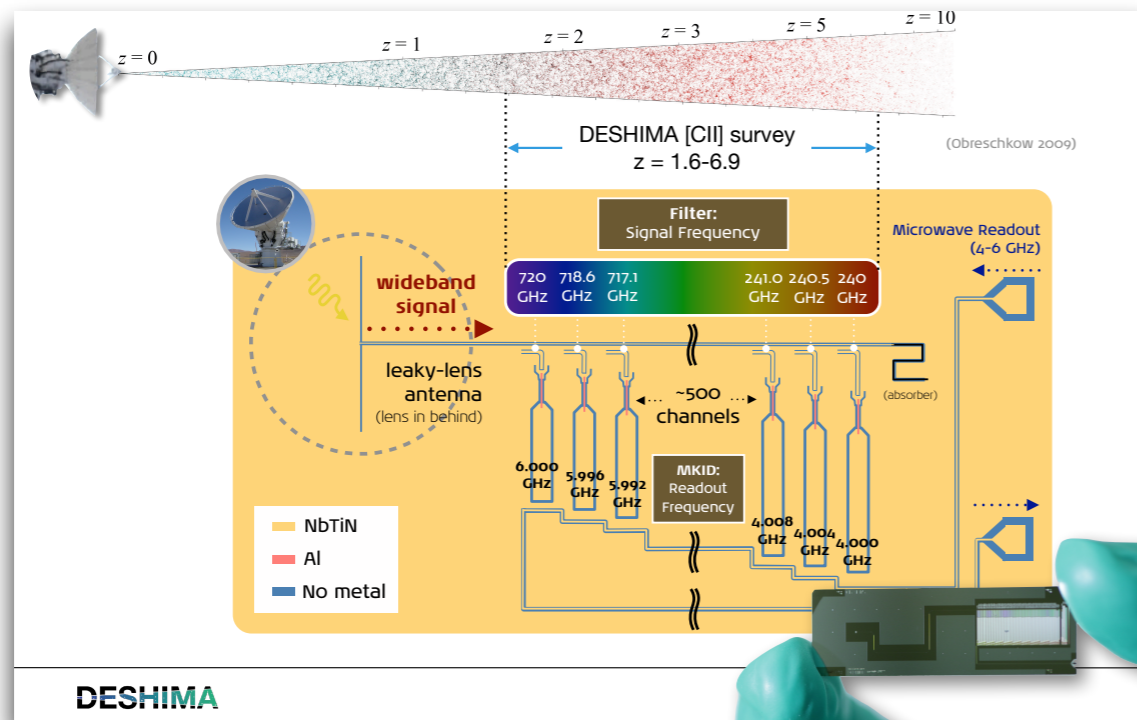 z = 0
z = 1
z = 2
z = 3
z = 5
z = 10
DESHIMA [CII] survey
z = 1.6-6.9
(Obreschkow 2009)
Filter:
Signal Frequency
Microwave Readout
(4-6 GHz)
wideband
signal
720 718.6 717.1 241.0 240.5 240
GHz GHz GHz GHz GHz GHz
leaky-lens
antenna
(lens in behind)
~500
channels
(absorber)
6.000
GHz
5.996
GHz
5.992
GHz
MKID:
Readout
Frequency
4.008
GHz
4.004
GHz
4.000
GHz
NbTiN
Al
No metal
DESHIMA